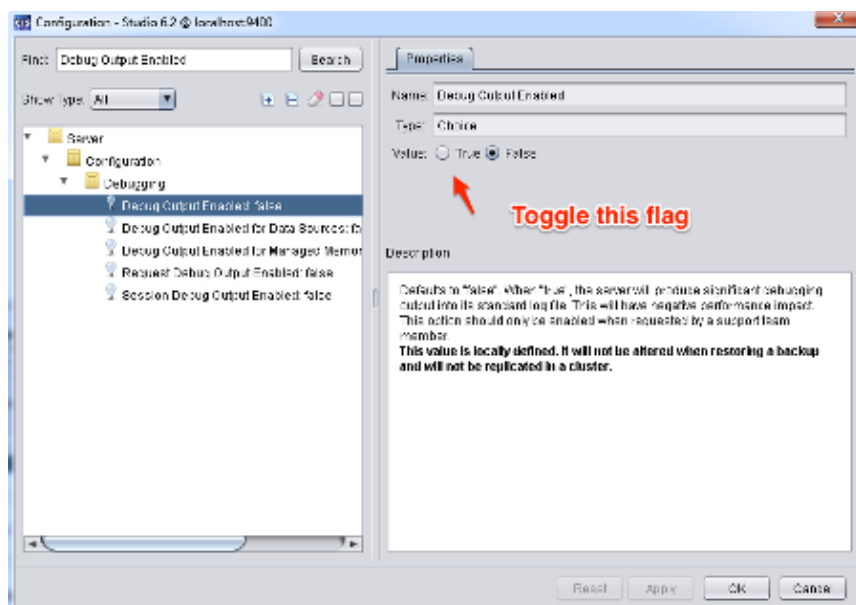 Configuration - Studio 6.2 @ localhost:9400
Find: Debug Output Enabled Search
Show Type: All
Server
Configuration
Debugging
Debug Output Enabled: false
Debug Output Enabled for Data Sources: fa
Debug Output Enabled for Managed Memor
Request Debug Output Enabled: false
Session Debug Output Enabled: false
Properties
Name: Debug Output Enabled
Type: Choice
Value: True False
Toggle this flag
Description
Defaults to "false". When "true", the server will produce significant debugging
output into its standard log file. This will have negative performance impact.
This option should only be enabled when requested by a support team
member.
This value is locally defined. It will not be altered when restoring a backup
and will not be replicated in a cluster.
Reset Apply OK Cancel